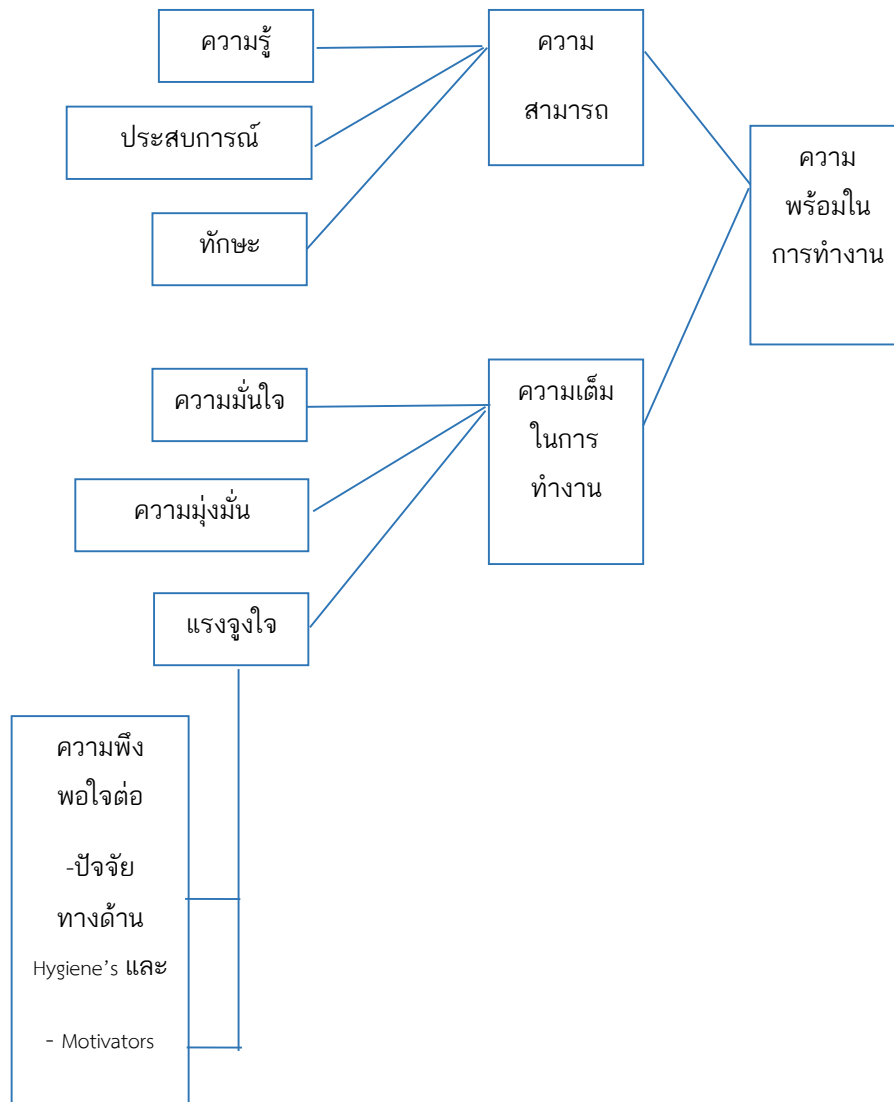 ความรู้
ประสบการณ์
ทักษะ
ความ
สามารถ
ความ
พร้อมใน
การทำงาน
ความมั่นใจ
ความมุ่งมั่น
แรงจูงใจ
ความเต็ม
ในการ
ทำงาน
ความพึง
พอใจต่อ
-ปัจจัย
ทางด้าน
Hygiene’s และ
- Motivators